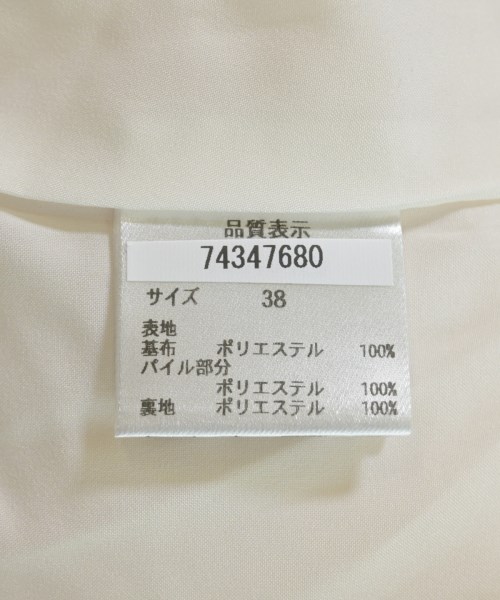 品質表示
74347680
サイズ 38
表地
基布 ポリエステル 100%
パイル部分
ポリエステル 100%
裏地 ポリエステル 100%